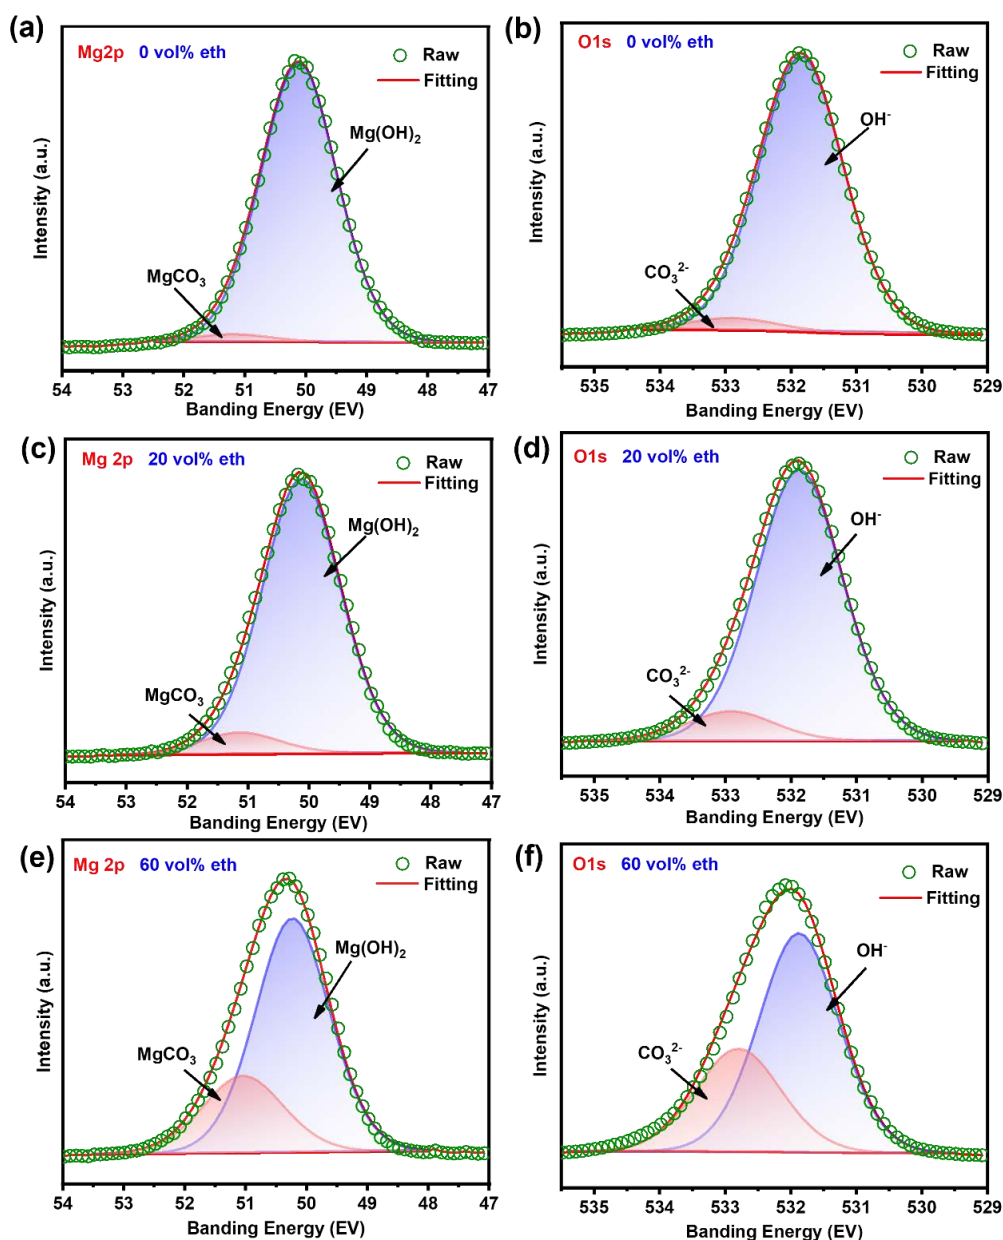 (a)
Mg2p 0 vol% eth
Raw
Fitting
Mg(OH)₂
MgCO₃
Intensity (a.u.)
54 53 52 51 50 49 48 47
Banding Energy (EV)
(b)
O1s 0 vol% eth
Raw
Fitting
OH⁻
CO₃²⁻
Intensity (a.u.)
535 534 533 532 531 530 529
Banding Energy (EV)
(c)
Mg 2p 20 vol% eth
Raw
Fitting
Mg(OH)₂
MgCO₃
Intensity (a.u.)
54 53 52 51 50 49 48 47
Banding Energy (EV)
(d)
O1s 20 vol% eth
Raw
Fitting
OH⁻
CO₃²⁻
Intensity (a.u.)
535 534 533 532 531 530 529
Banding Energy (EV)
(e)
Mg 2p 60 vol% eth
Raw
Fitting
Mg(OH)₂
MgCO₃
Intensity (a.u.)
54 53 52 51 50 49 48 47
Banding Energy (EV)
(f)
O1s 60 vol% eth
Raw
Fitting
OH⁻
CO₃²⁻
Intensity (a.u.)
535 534 533 532 531 530 529
Banding Energy (EV)